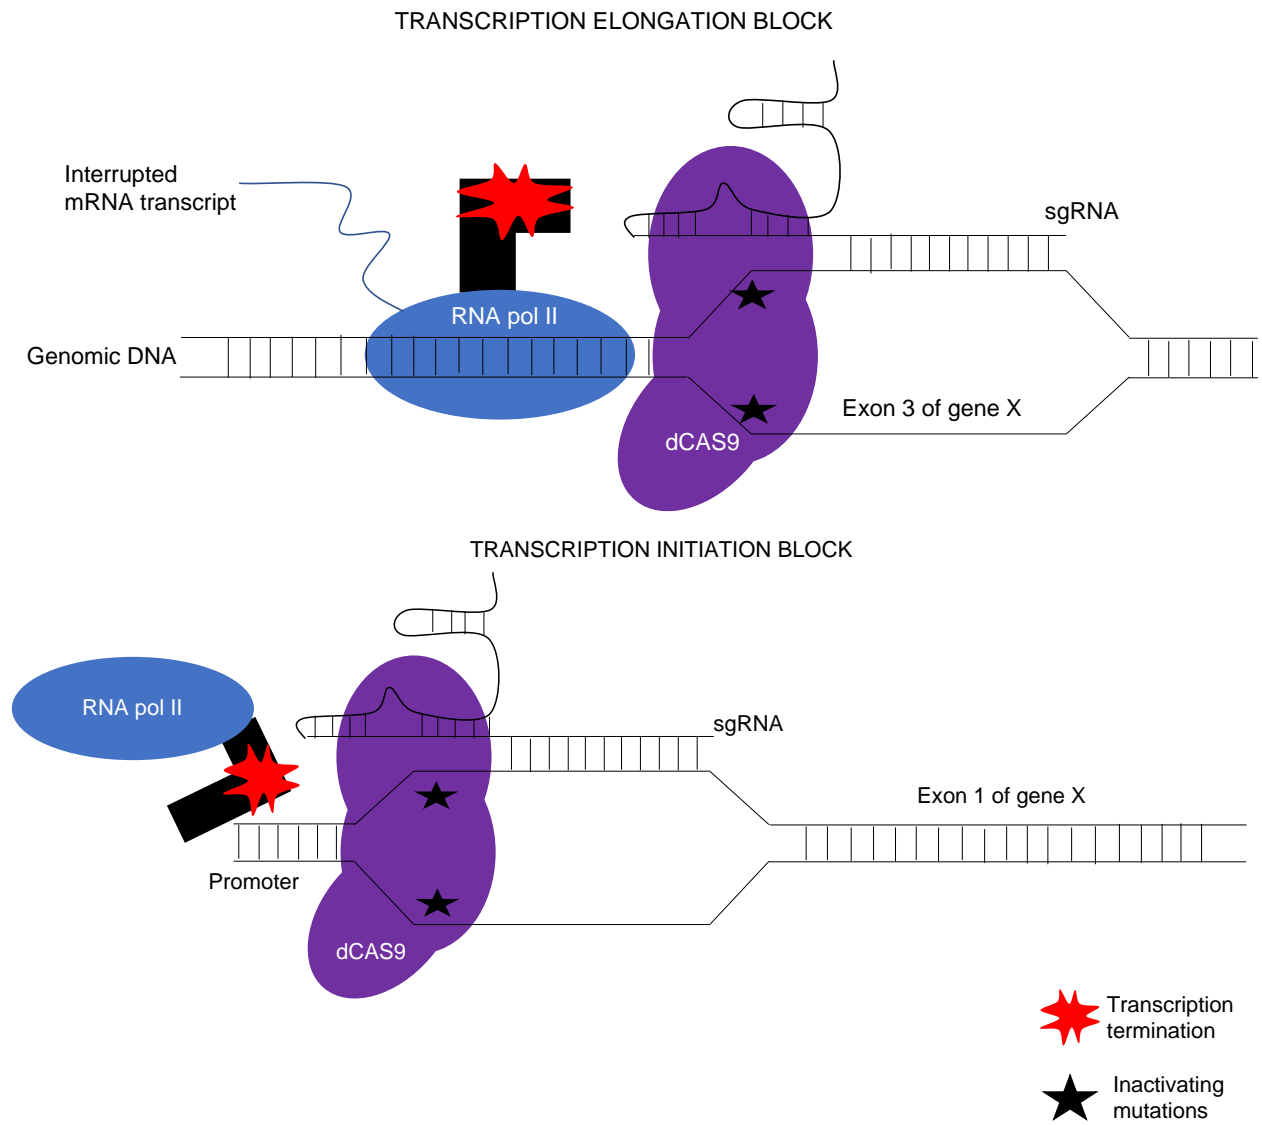 TRANSCRIPTION ELONGATION BLOCK
Interrupted
mRNA transcript
sgRNA
RNA pol II
Genomic DNA
Exon 3 of gene X
dCAS9
TRANSCRIPTION INITIATION BLOCK
RNA pol II
sgRNA
Exon 1 of gene X
Promoter
dCAS9
Transcription
termination
Inactivating
mutations